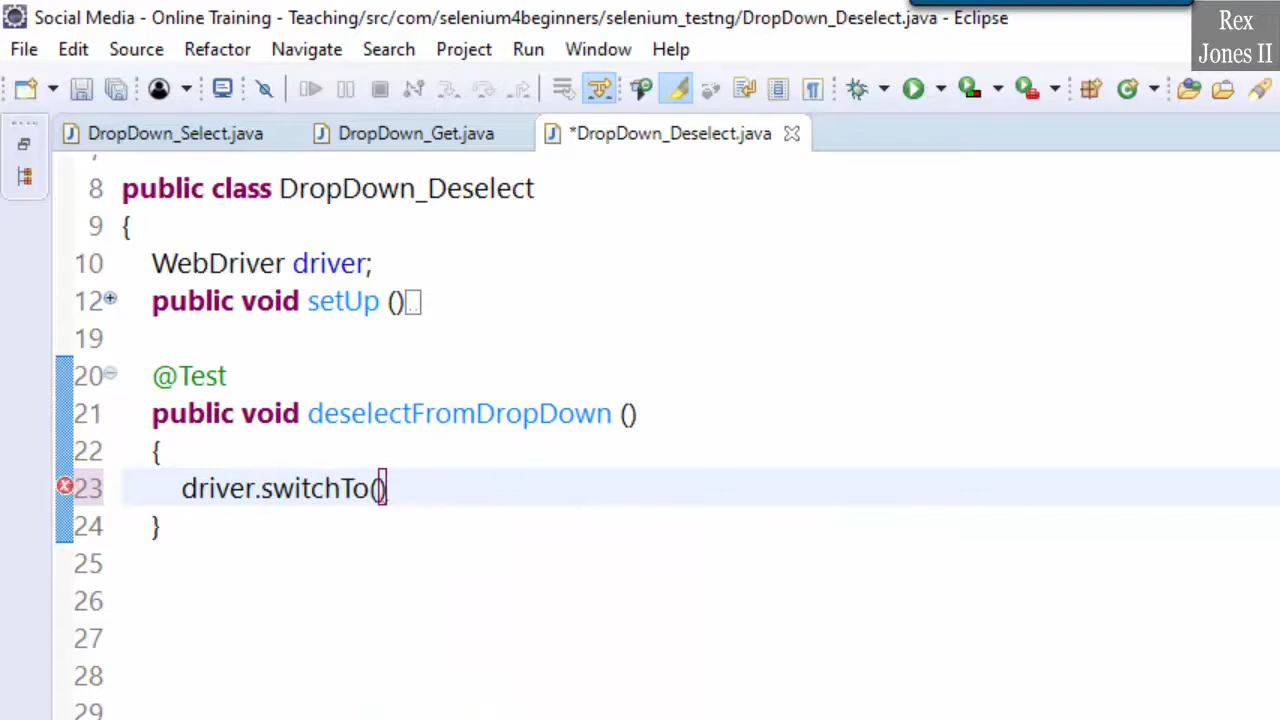 Social Media - Online Training - Teaching/src/com/selenium4beginners/selenium_testng/DropDown_Deselect.java - Eclipse
Rex
Jones II
File Edit Source Refactor Navigate Search Run Window Help
DropDown_Select.java DropDown_Get.java *DropDown_Deselect.java
8 public class DropDown_Deselect
9 {
10 WebDriver driver;
12 public void setUp ()
19
20 @Test
21 public void deselectFromDropDown ()
22 {
23 driver.switchTo()
24 }
25
26
27
28
29